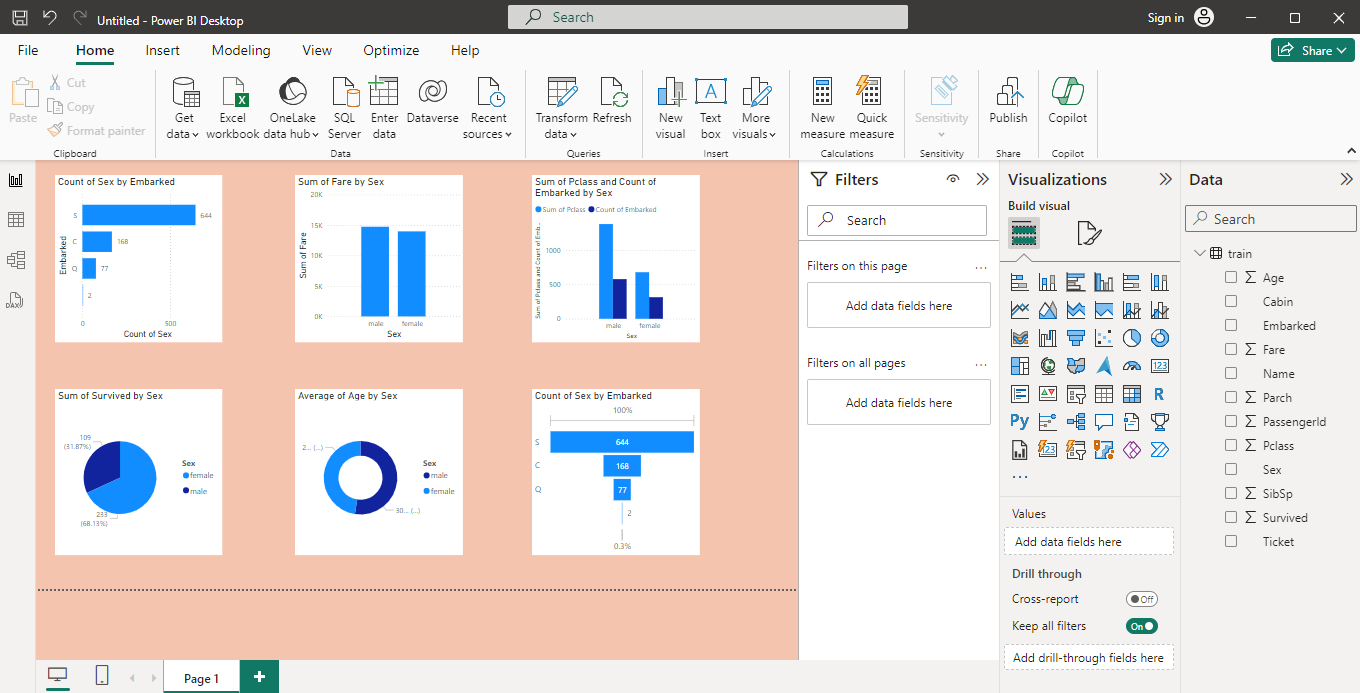 Untitled - Power BI Desktop
Search
Sign in
File
Home
Insert
Modeling
View
Optimize
Help
Share
Paste
Cut
Copy
Format painter
Clipboard
Get data
Excel workbook
OneLake data hub
SQL Server
Enter data
Dataverse
Recent sources
Data
Transform data
Refresh
Queries
New visual
Text box
More visuals
Insert
New measure
Quick measure
Calculations
Sensitivity
Sensitivity
Publish
Share
Copilot
Copilot
Count of Sex by Embarked
Embarked
S
644
C
168
Q
77
2
0
500
Count of Sex
Sum of Fare by Sex
Sum of Fare
20K
15K
10K
5K
0K
male
female
Sex
Sum of Pclass and Count of
Embarked by Sex
Sum of Pclass
Count of Embarked
Sum of Pclass and Count of Emb...
1000
500
0
male
female
Sex
Sum of Survived by Sex
109
(31.87%)
233
(68.13%)
Sex
female
male
Average of Age by Sex
2... (...)
30... (...)
Sex
male
female
Count of Sex by Embarked
100%
S
644
C
168
Q
77
2
0.3%
Page 1
+
Filters
Search
Filters on this page
...
Add data fields here
Filters on all pages
...
Add data fields here
Visualizations
Build visual
123
R
Py
123
...
Values
Add data fields here
Drill through
Cross-report
Off
Keep all filters
On
Add drill-through fields here
Data
Search
train
Σ Age
Cabin
Embarked
Σ Fare
Name
Σ Parch
Σ PassengerId
Σ Pclass
Sex
Σ SibSp
Σ Survived
Ticket
DAX